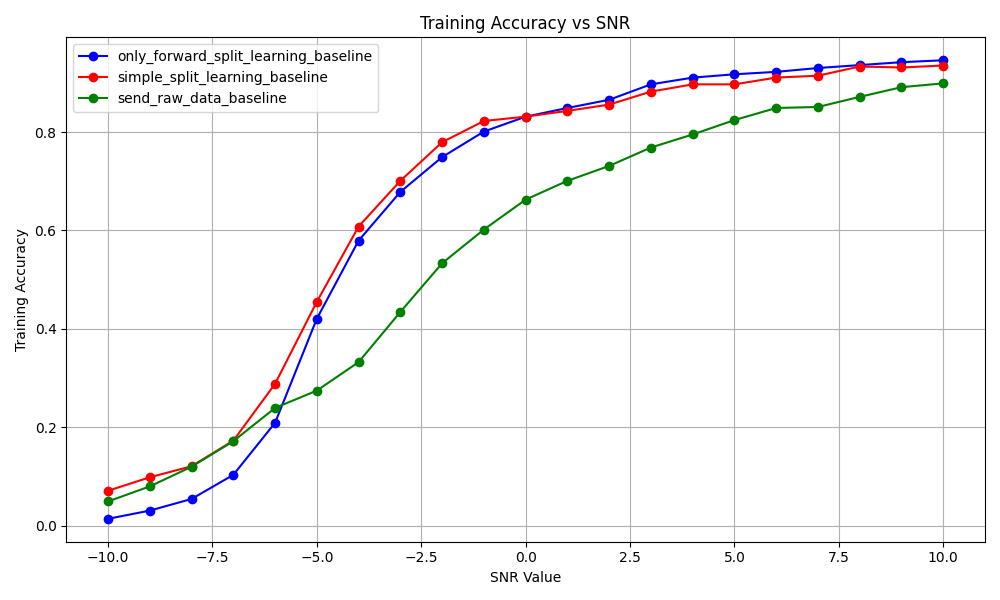 Training Accuracy vs SNR
only_forward_split_learning_baseline
simple_split_learning_baseline
send_raw_data_baseline
Training Accuracy
0.8
0.6
0.4
0.2
0.0
−10.0 −7.5 −5.0 −2.5 0.0 2.5 5.0 7.5 10.0
SNR Value